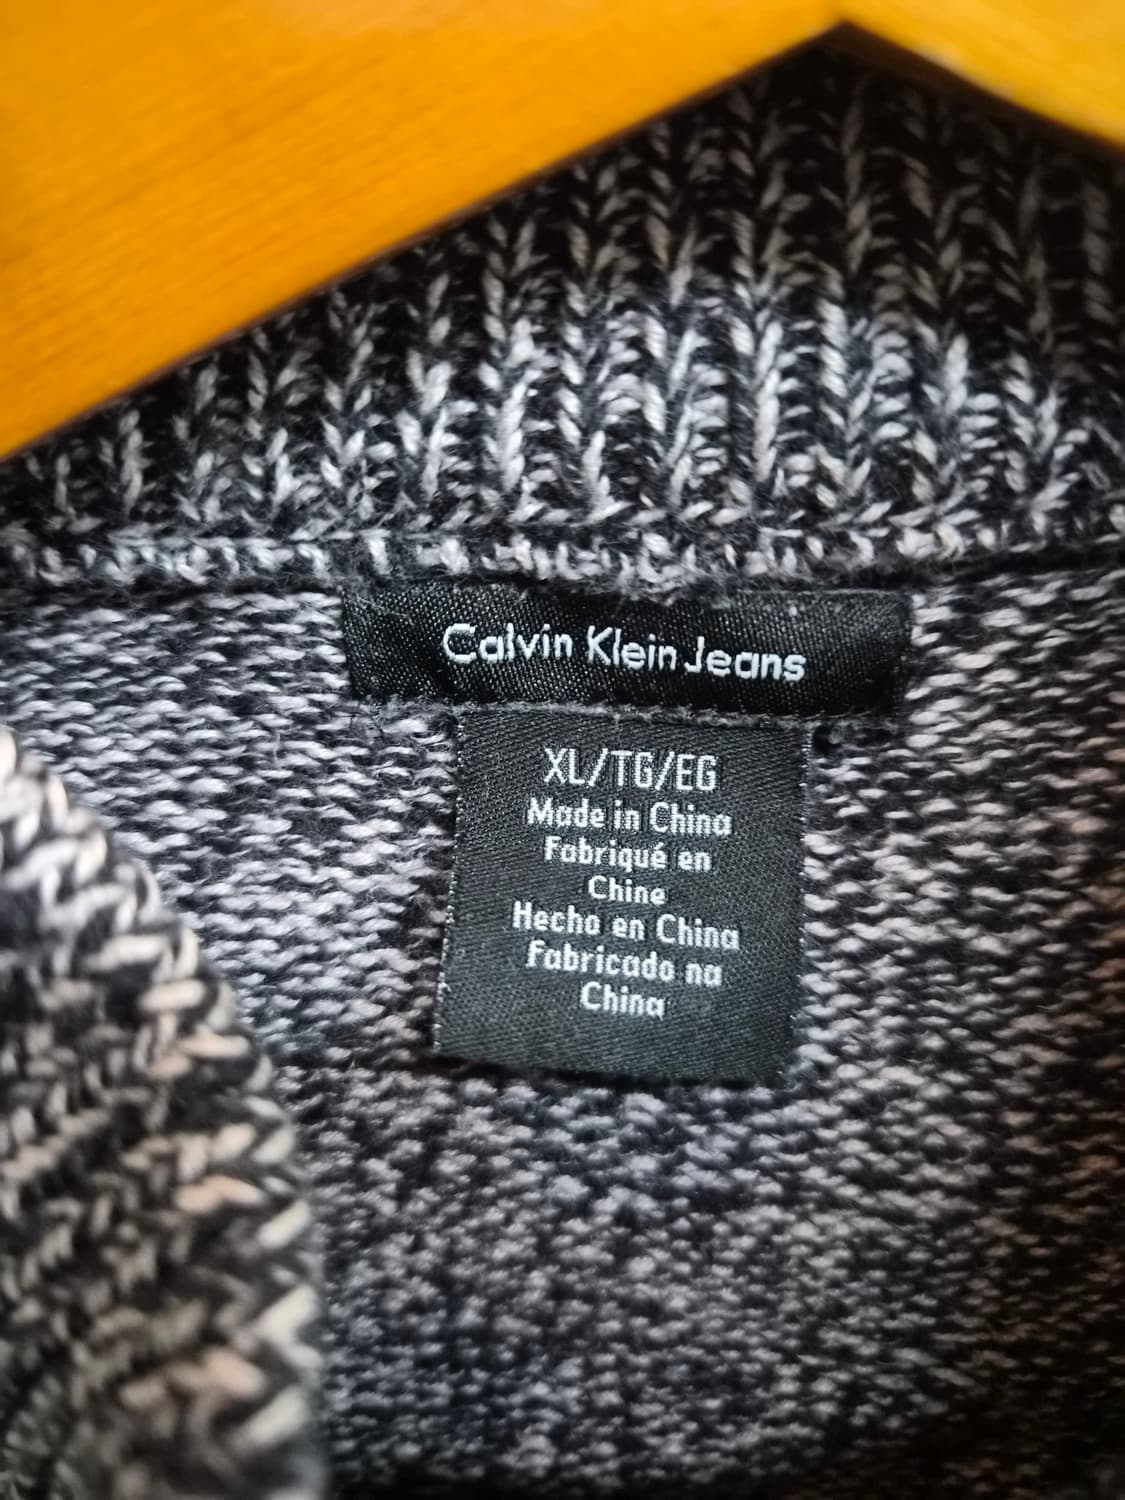 Calvin Klein Jeans
XL/TG/EG
Made in China
Fabriqué en
Chine
Hecho en China
Fabricado na
China